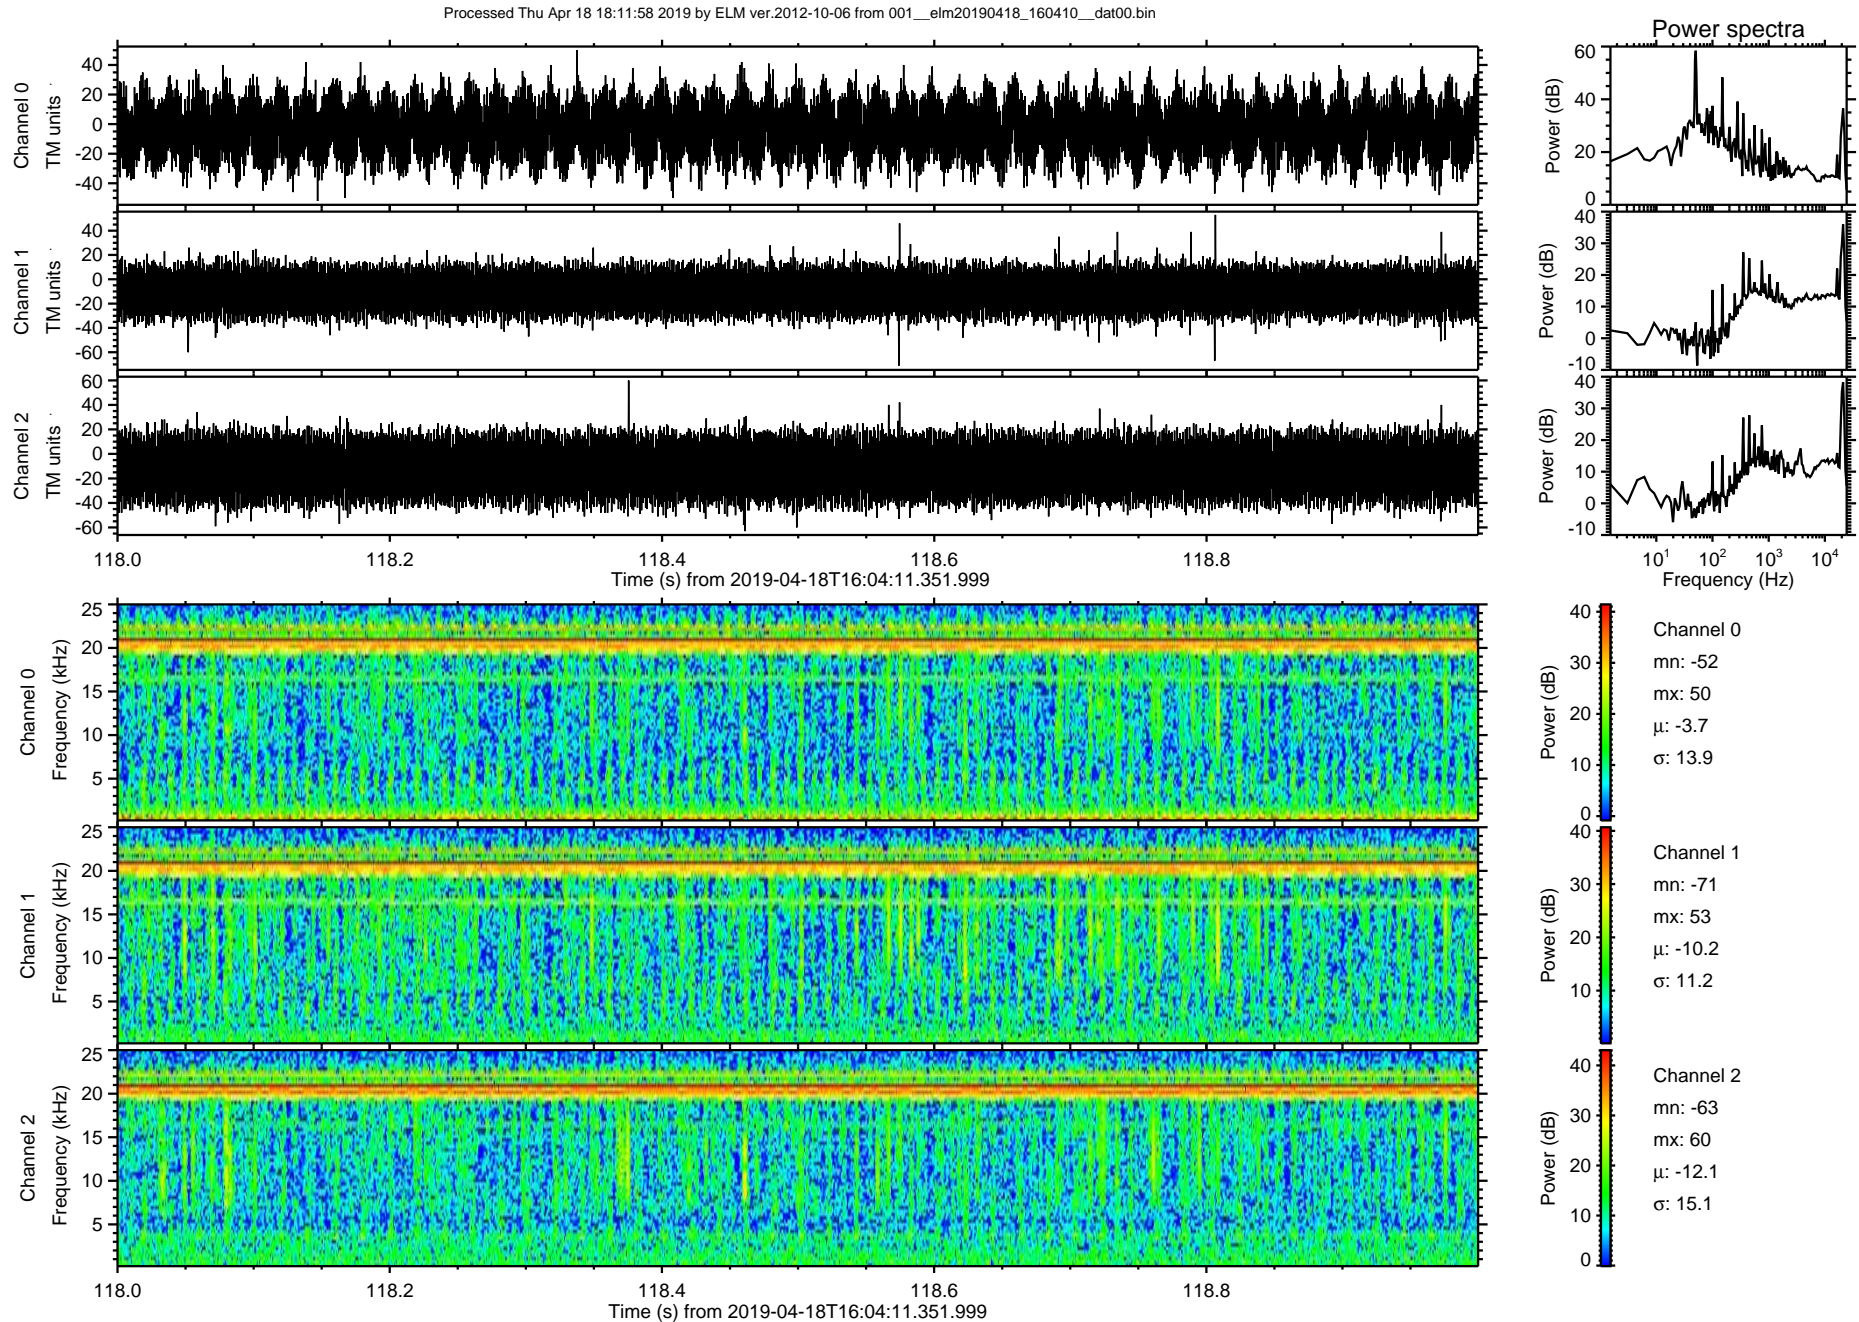 Processed Thu Apr 18 18:11:58 2019 by ELM ver.2012-10-06 from 001__elm20190418_160410__dat00.bin
Power spectra
Channel 0
TM units
40
20
0
-20
-40
Power (dB)
60
40
20
0
Channel 1
TM units
40
20
0
-20
-40
-60
Power (dB)
40
30
20
10
0
-10
Channel 2
TM units
60
40
20
0
-20
-40
-60
Power (dB)
40
30
20
10
0
-10
118.0 118.2 118.4 118.6 118.8
Time (s) from 2019-04-18T16:04:11.351.999
10¹ 10² 10³ 10⁴
Frequency (Hz)
Channel 0
Frequency (kHz)
25
20
15
10
5
Power (dB)
40
30
20
10
0
Channel 0
mn: -52
mx: 50
μ: -3.7
σ: 13.9
Channel 1
Frequency (kHz)
25
20
15
10
5
Power (dB)
40
30
20
10
Channel 1
mn: -71
mx: 53
μ: -10.2
σ: 11.2
Channel 2
Frequency (kHz)
25
20
15
10
5
Power (dB)
40
30
20
10
0
Channel 2
mn: -63
mx: 60
μ: -12.1
σ: 15.1
118.0 118.2 118.4 118.6 118.8
Time (s) from 2019-04-18T16:04:11.351.999